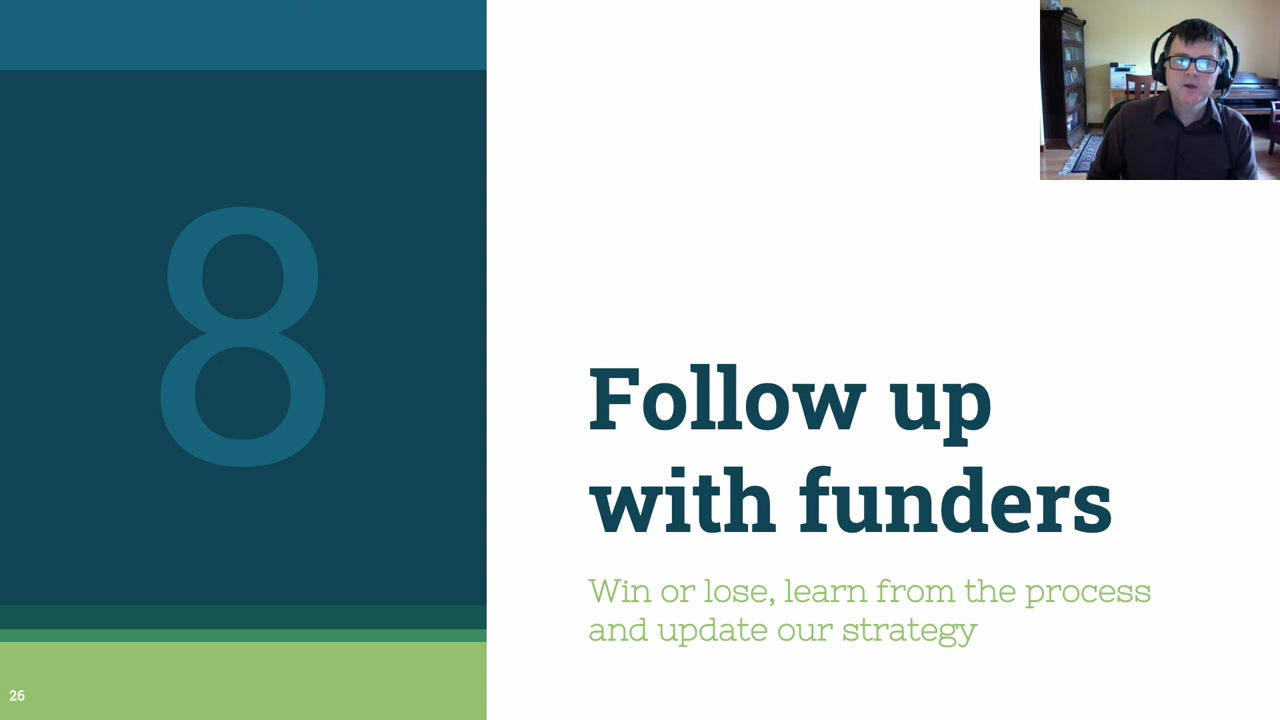 8
Follow up
with funders
Win or lose, learn from the process
and update our strategy
26